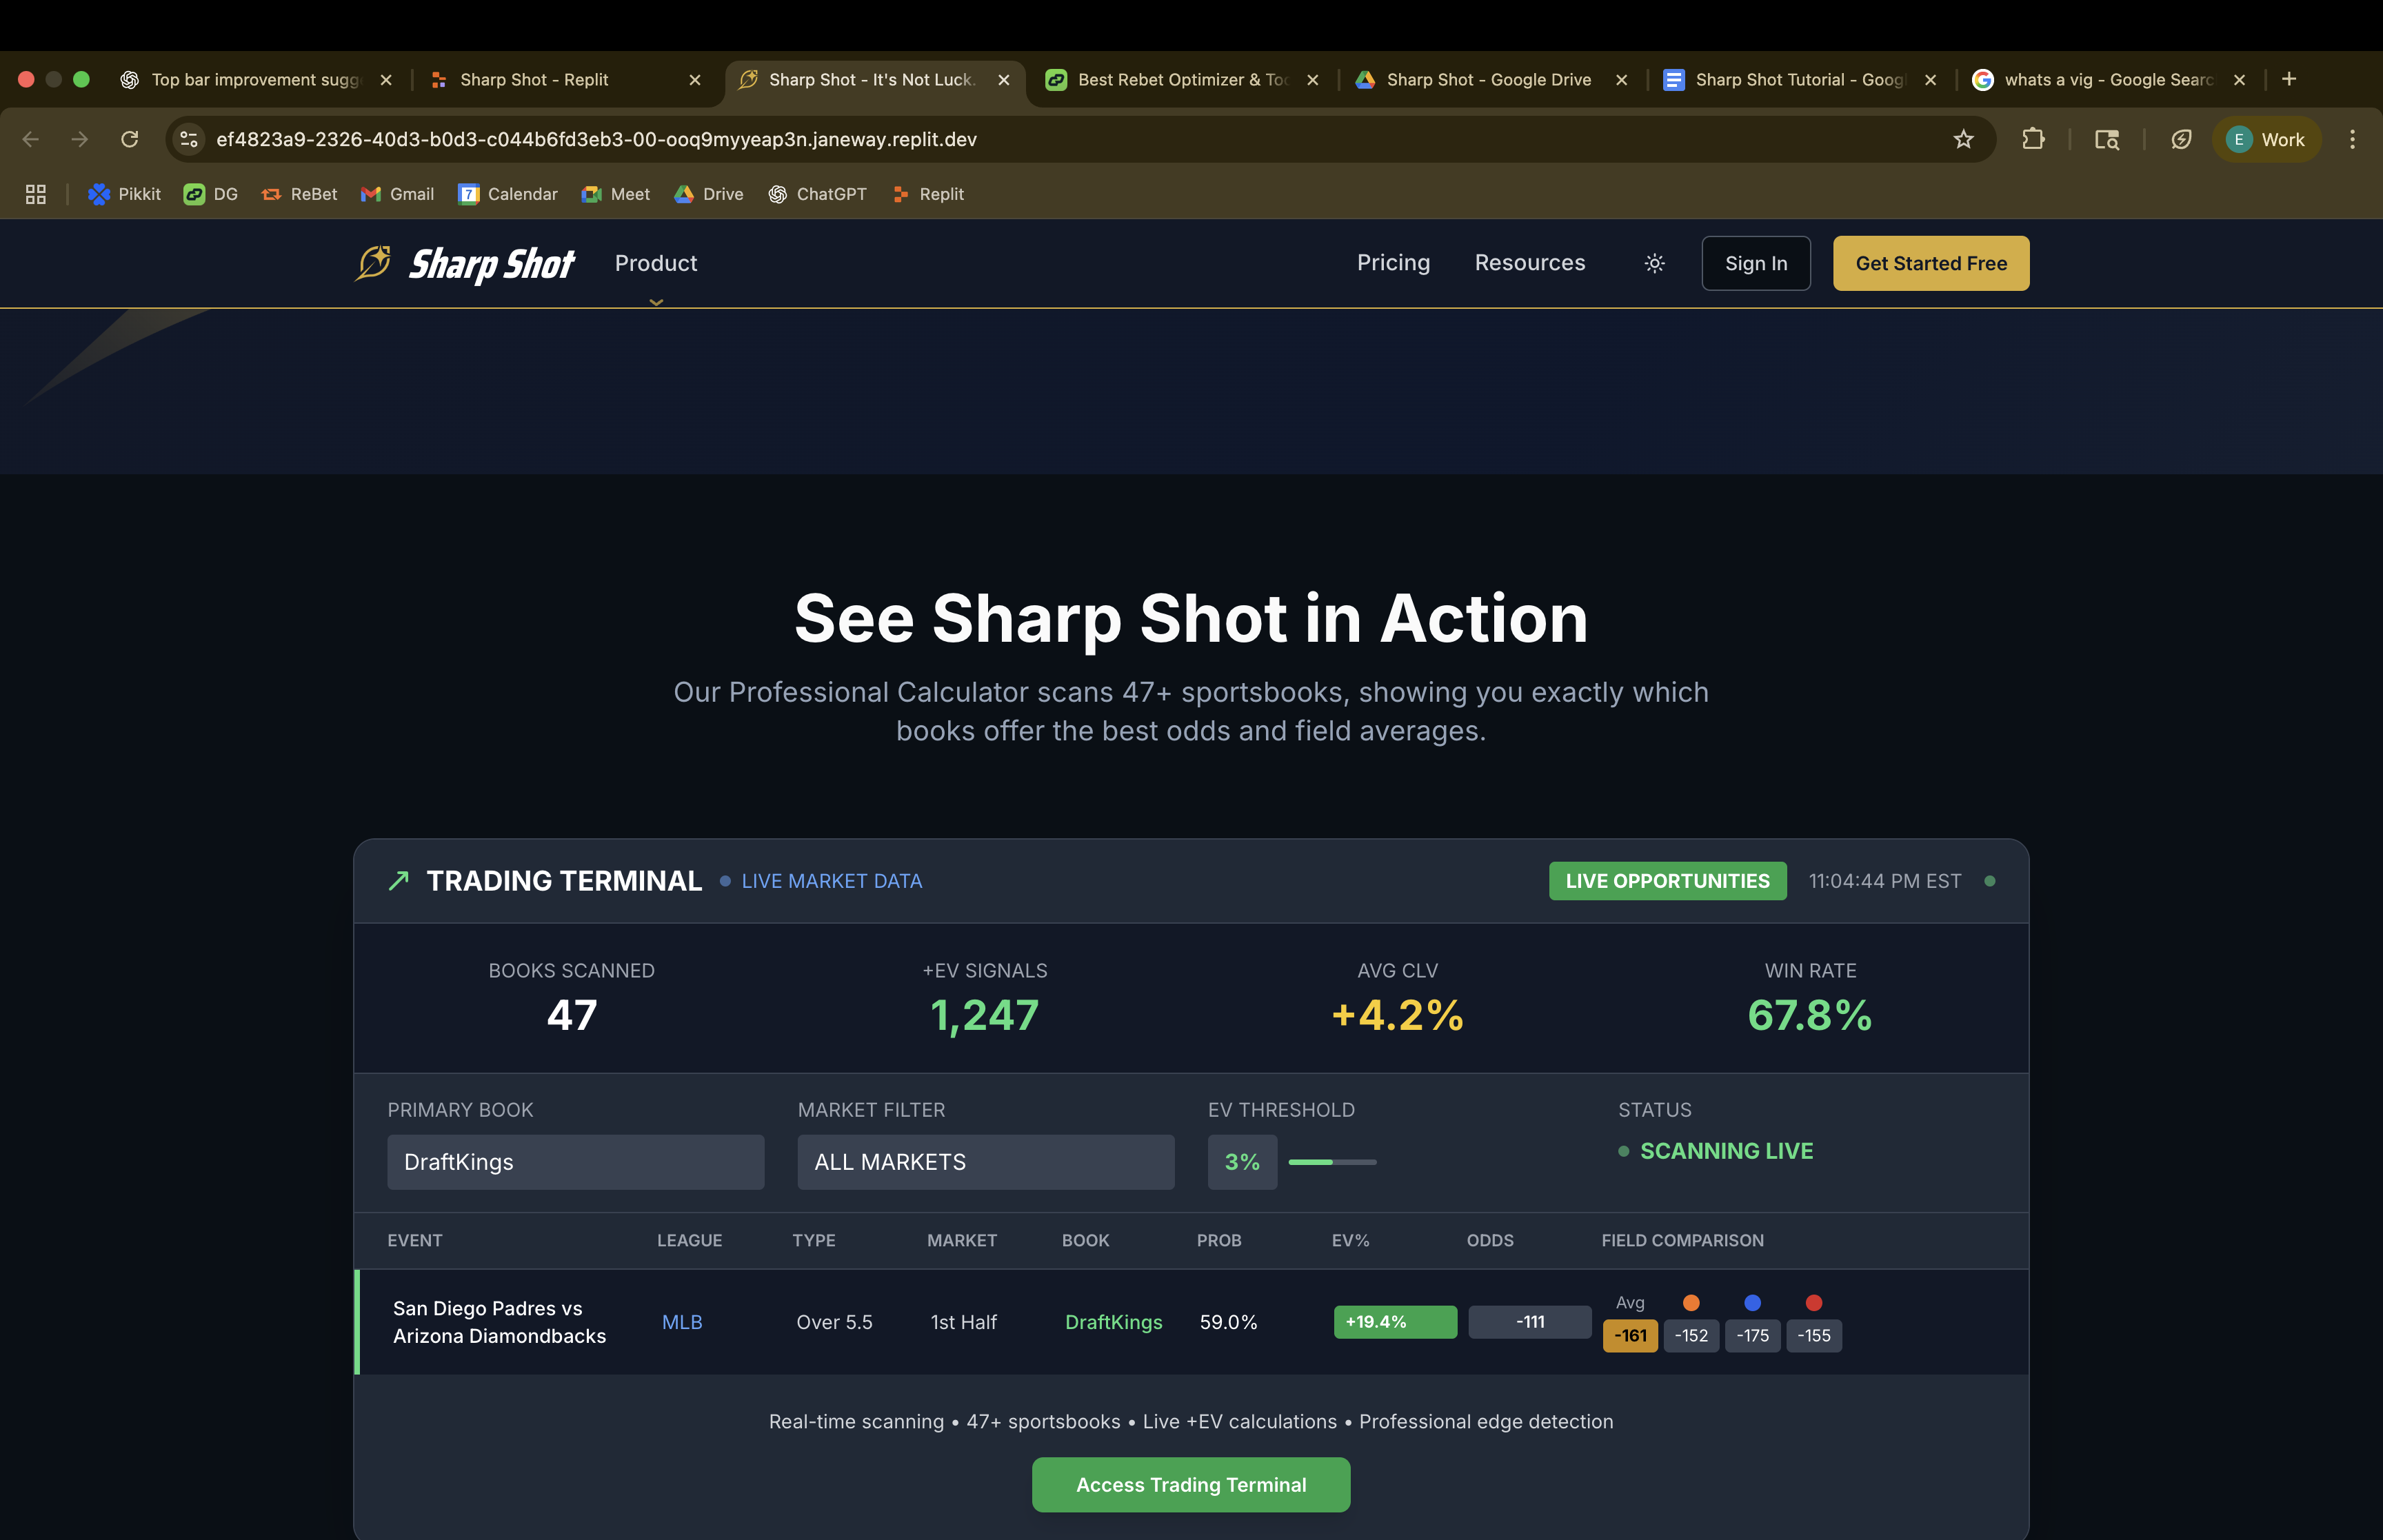 Top bar improvement sugg
Sharp Shot - Replit
Sharp Shot - It's Not Luck.
Best Rebet Optimizer & Too
Sharp Shot - Google Drive
Sharp Shot Tutorial - Googl
whats a vig - Google Searc
ef4823a9-2326-40d3-b0d3-c044b6fd3eb3-00-ooq9myyeap3n.janeway.replit.dev
E Work
Pikkit
DG
ReBet
Gmail
7 Calendar
Meet
Drive
ChatGPT
Replit
Sharp Shot
Product
Pricing
Resources
Sign In
Get Started Free
See Sharp Shot in Action
Our Professional Calculator scans 47+ sportsbooks, showing you exactly which
books offer the best odds and field averages.
TRADING TERMINAL
LIVE MARKET DATA
LIVE OPPORTUNITIES
11:04:44 PM EST
BOOKS SCANNED
47
+EV SIGNALS
1,247
AVG CLV
+4.2%
WIN RATE
67.8%
PRIMARY BOOK
DraftKings
MARKET FILTER
ALL MARKETS
EV THRESHOLD
3%
STATUS
SCANNING LIVE
EVENT LEAGUE TYPE MARKET BOOK PROB EV% ODDS FIELD COMPARISON
San Diego Padres vs
Arizona Diamondbacks
MLB
Over 5.5
1st Half
DraftKings
59.0%
+19.4%
-111
Avg
-161 -152 -175 -155
Real-time scanning • 47+ sportsbooks • Live +EV calculations • Professional edge detection
Access Trading Terminal